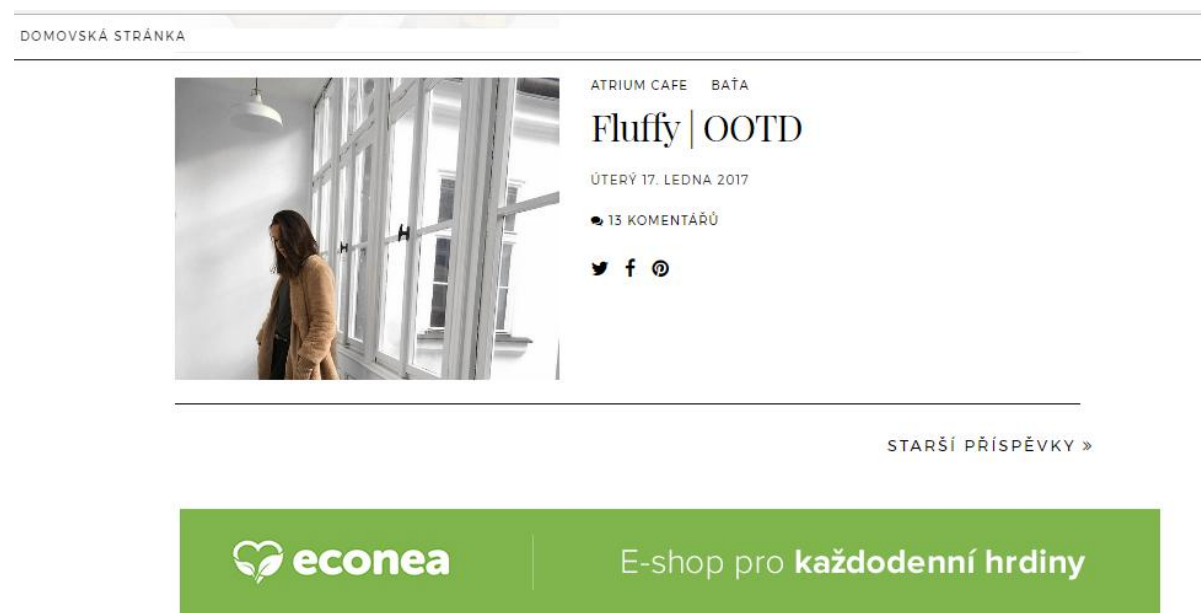 DOMOVSKÁ STRÁNKA
ATRIUM CAFE BAŤA
Fluffy | OOTD
ÚTERÝ 17. LEDNA 2017
13 KOMENTÁŘŮ
STARŠÍ PŘÍSPĚVKY »
econea
E-shop pro každodenní hrdiny